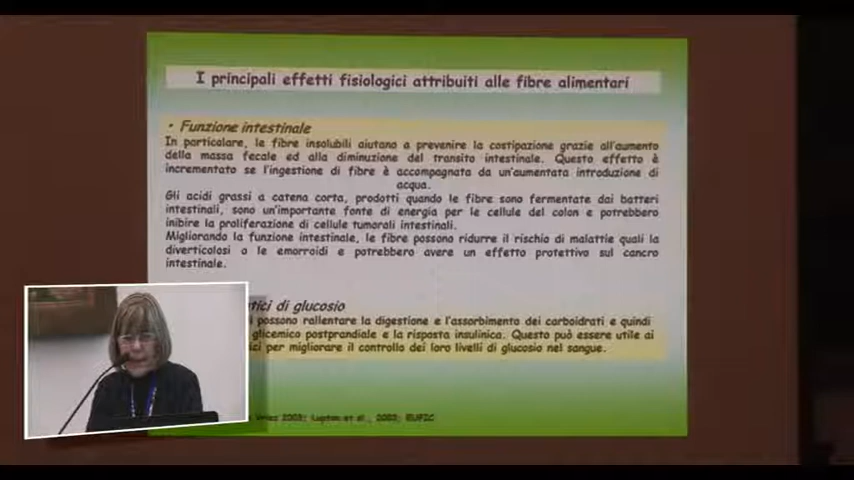 I principali effetti fisiologici attribuiti alle fibre alimentari
• Funzione intestinale
In particolare, le fibre insolubili aiutano a prevenire la costipazione grazie all'aumento
della massa fecale ed alla diminuzione del transito intestinale. Questo effetto è
incrementato se l'ingestione di fibre è accompagnata da un'aumentata introduzione di
acqua.
Gli acidi grassi a catena corta, prodotti quando le fibre sono fermentate dai batteri
intestinali, sono un'importante fonte di energia per le cellule del colon e potrebbero
inibire la proliferazione di cellule tumorali intestinali.
Migliorando la funzione intestinale, le fibre possono ridurre il rischio di malattie quali la
diverticolosi o le emorroidi e potrebbero avere un effetto protettivo sul cancro
intestinale.
di glucosio
possono rallentare la digestione e l'assorbimento dei carboidrati e quindi
glicemico postprandiale e la risposta insulinica. Questo può essere utile ai
per migliorare il controllo dei loro livelli di glucosio nel sangue.
2003; Lupton et al., 2003; EUFIC